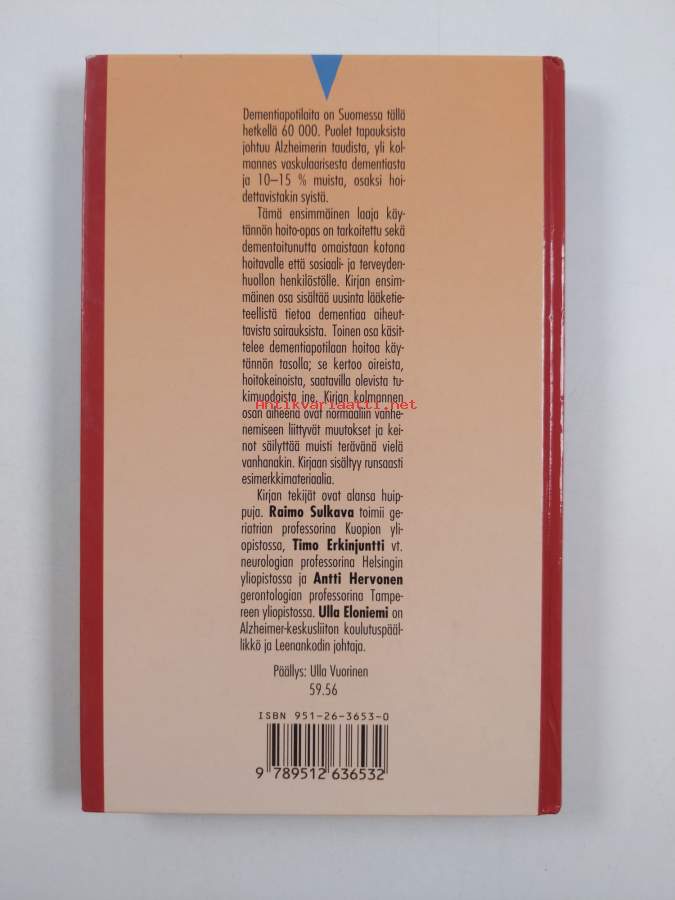 Dementiapotilaita on Suomessa tällä
hetkellä 60 000. Puolet tapauksista
johtuu Alzheimerin taudista, yli kol-
mannes vaskulaarisesta dementiasta
ja 10–15 % muista, osaksi hoi-
dettavistakin syistä.
Tämä ensimmäinen laaja käy-
tännön hoito-opas on tarkoitettu sekä
dementoitunutta omaistaan kotona
hoitavalle että sosiaali- ja terveyden-
huollon henkilöstölle. Kirjan ensim-
mäinen osa sisältää uusinta lääketie-
teellistä tietoa dementiaa aiheut-
tavista sairauksista. Toinen osa käsit-
telee dementiapotilaan hoitoa käy-
tännön tasolla; se kertoo oireista,
hoitokeinoista, saatavilla olevista tu-
kimuodoista jne. Kirjan kolmannen
Antikvariaatti.net
osan aiheena ovat normaaliin vanhe-
nemiseen liittyvät muutokset ja kei-
not säilyttää muisti terävänä vielä
vanhanakin. Kirjaan sisältyy runsaasti
esimerkkimateriaalia.
Kirjan tekijät ovat alansa huip-
puja. Raimo Sulkava toimii ge-
riatrian professorina Kuopion yli-
opistossa, Timo Erkinjuntti vt.
neurologian professorina Helsingin
yliopistossa ja Antti Hervonen
gerontologian professorina Tampe-
reen yliopistossa. Ulla Eloniemi on
Alzheimer-keskusliiton koulutuspääl-
likkö ja Leenankodin johtaja.
Päällys: Ulla Vuorinen
59.56
ISBN 951-26-3653-0
9 789512 636532